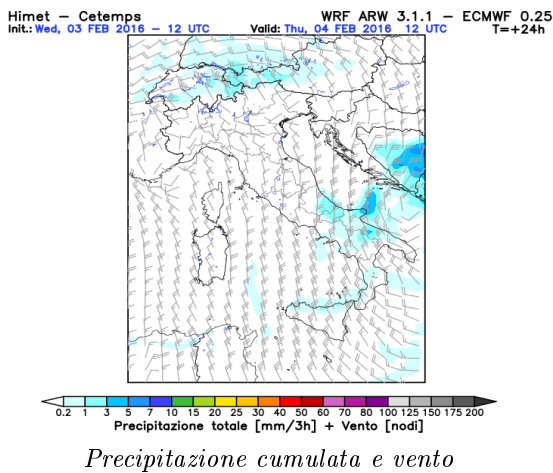 Himet – Cetemps WRF ARW 3.1.1 – ECMWF 0.25
Init.: Wed, 03 FEB 2016 – 12 UTC Valid: Thu, 04 FEB 2016 12 UTC T=+24h
0.2 1 3 5 7 10 15 20 25 30 40 50 60 70 80 100 125 150 175 200
Precipitazione totale [mm/3h] + Vento [nodi]
Precipitazione cumulata e vento